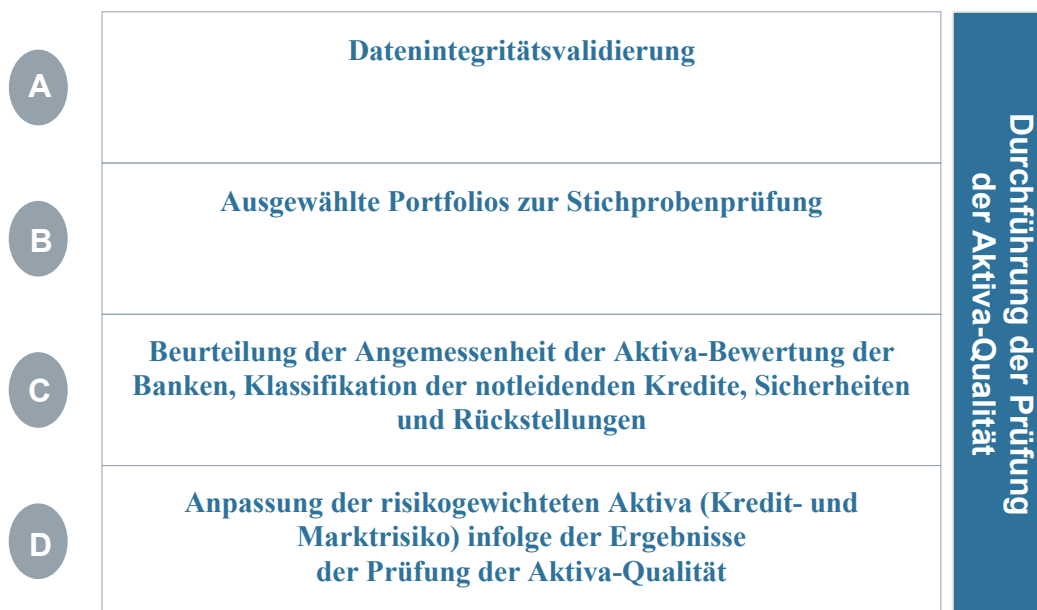 A
Datenintegritätsvalidierung
B
Ausgewählte Portfolios zur Stichprobenprüfung
C
Beurteilung der Angemessenheit der Aktiva-Bewertung der
Banken, Klassifikation der notleidenden Kredite, Sicherheiten
und Rückstellungen
D
Anpassung der risikogewichteten Aktiva (Kredit- und
Marktrisiko) infolge der Ergebnisse
der Prüfung der Aktiva-Qualität
Durchführung der Prüfung
der Aktiva-Qualität